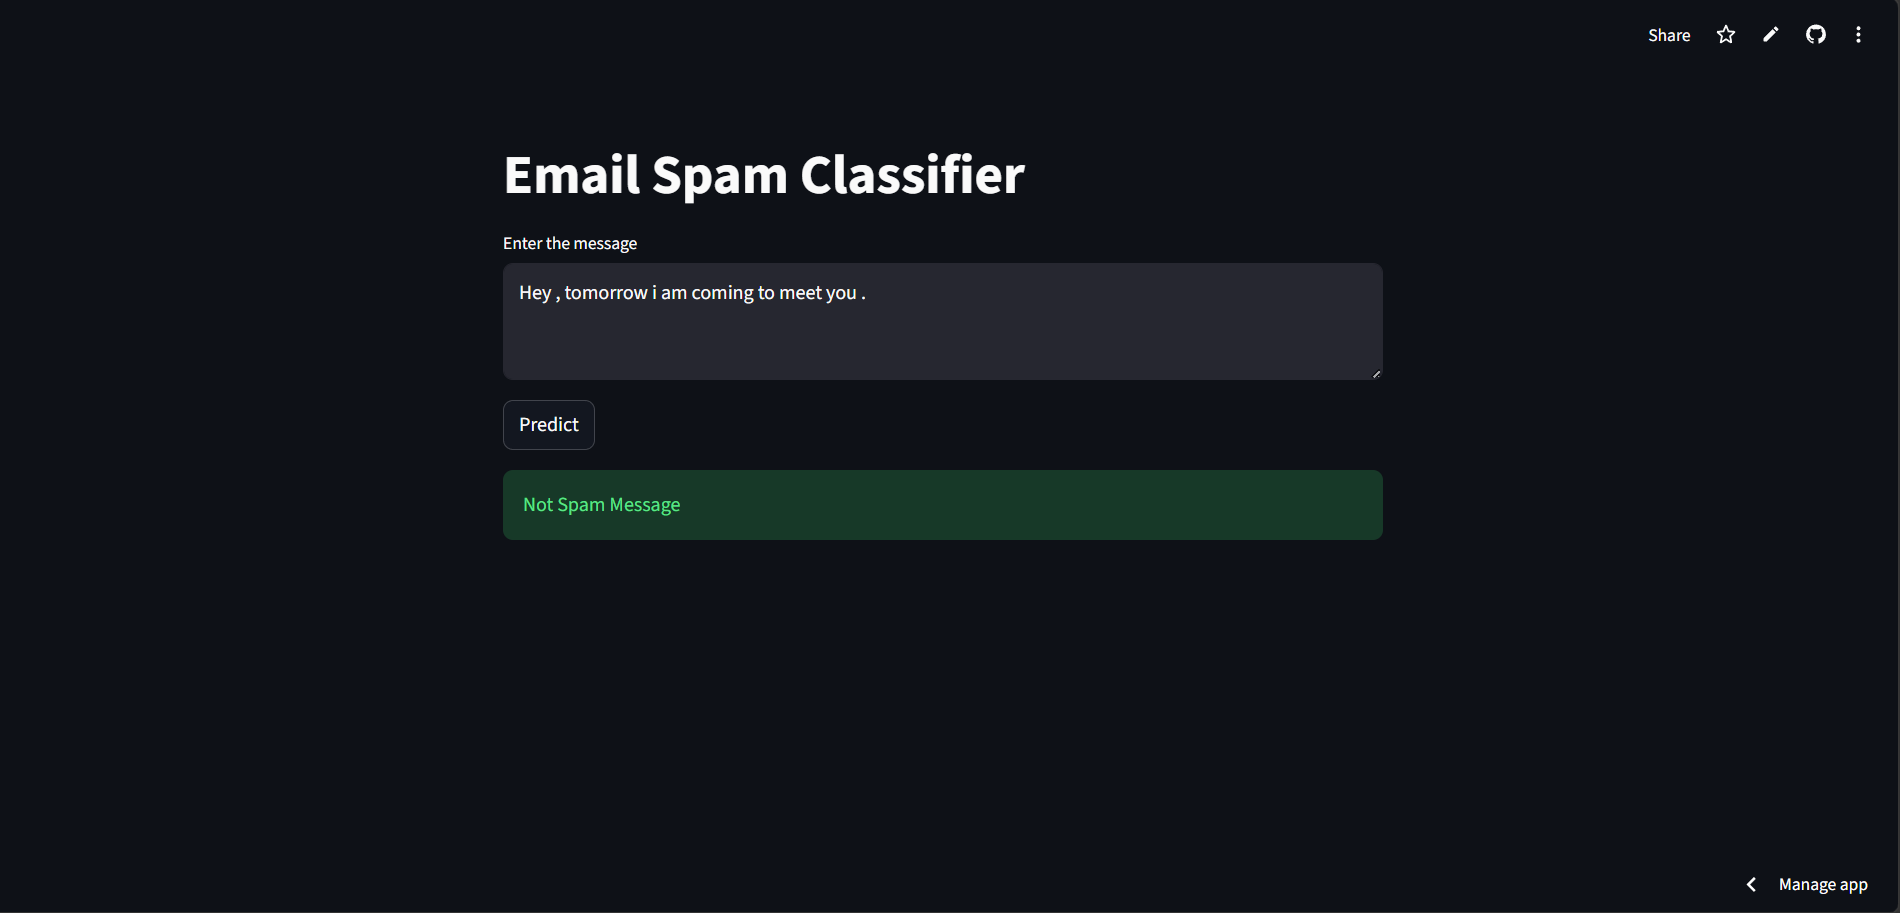 Share
Email Spam Classifier
Enter the message
Hey , tomorrow i am coming to meet you .
Predict
Not Spam Message
Manage app